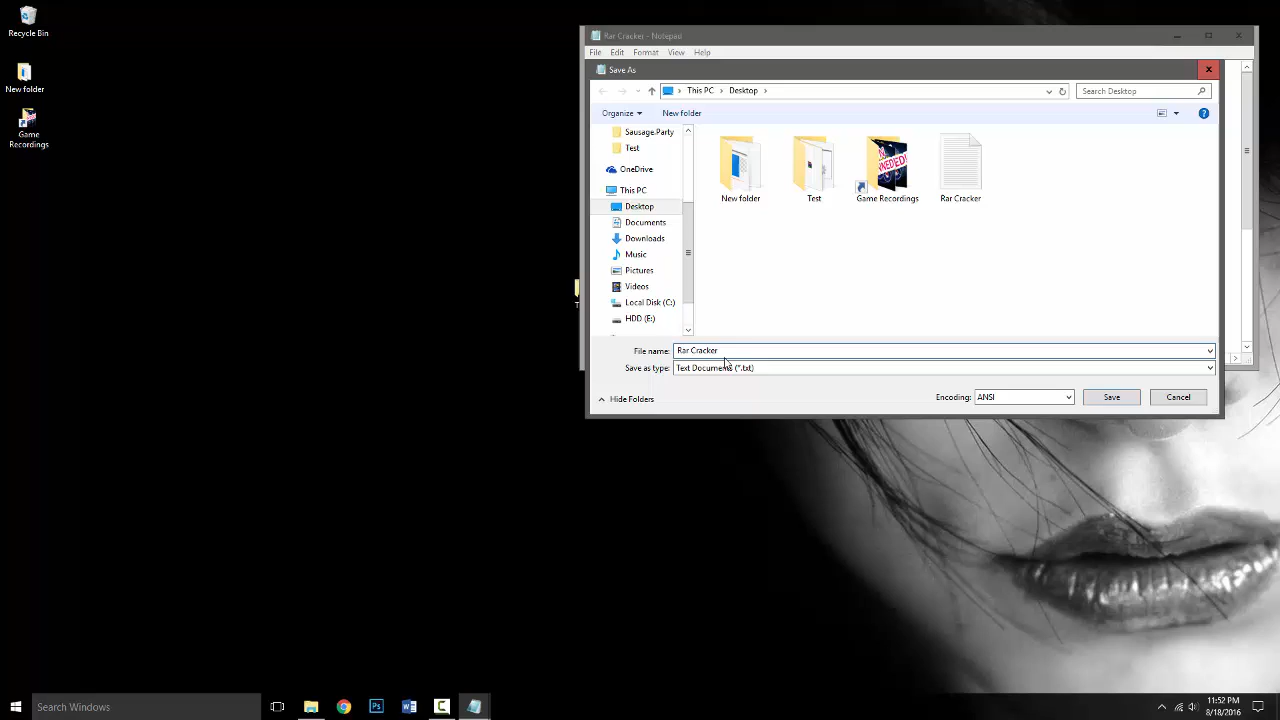 Recycle Bin
New folder
Game
Recordings
Rar Cracker - Notepad
File Edit Format View Help
Save As
This PC > Desktop >
Search Desktop
Organize
New folder
Sausage.Party
Test
OneDrive
This PC
Desktop
Documents
Downloads
Music
Pictures
Videos
Local Disk (C:)
HDD (E:)
New folder
Test
Game Recordings
Rar Cracker
File name: Rar Cracker
Save as type: Text Documents (*.txt)
Hide Folders
Encoding: ANSI
Save
Cancel
Search Windows
11:52 PM
8/18/2016